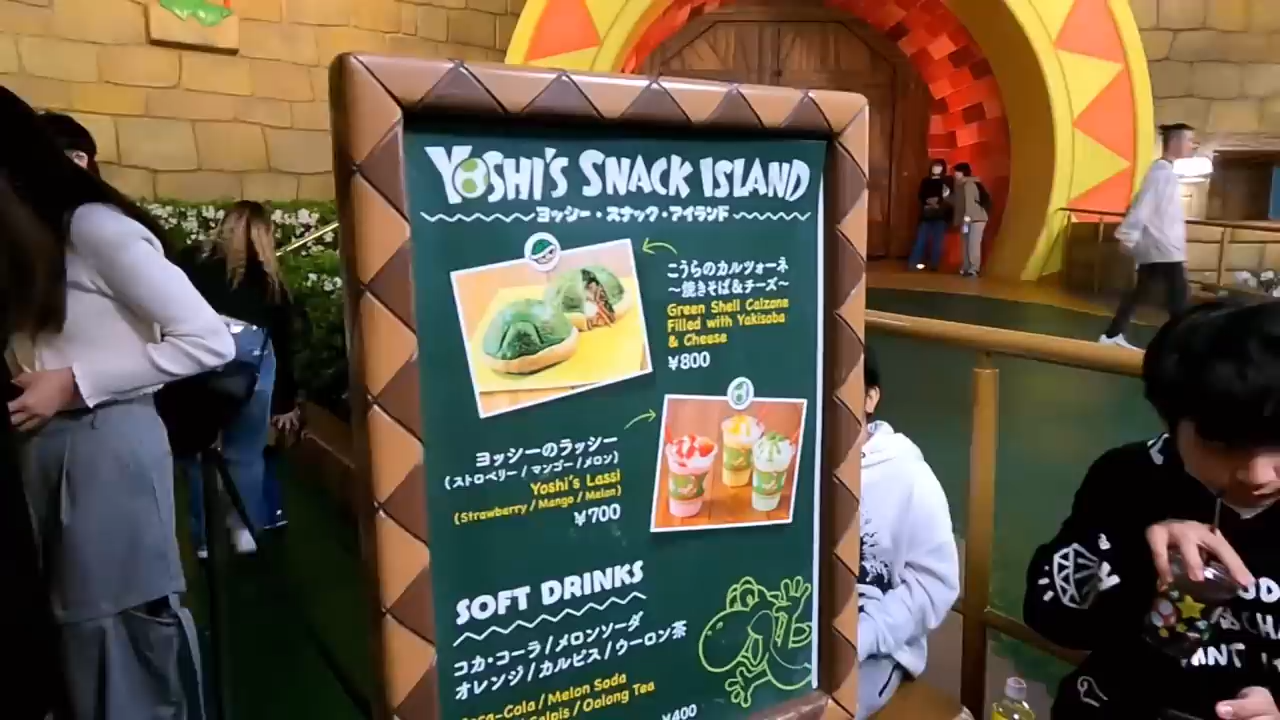 YOSHI'S SNACK ISLAND
ヨッシー・スナック・アイランド
こうらのカルツォーネ
～焼きそば&チーズ～
Green Shell Calzone
Filled with Yakisoba
& Cheese
¥800
ヨッシーのラッシー
(ストロベリー/マンゴー/メロン)
Yoshi's Lassi
(Strawberry/Mango/Melon)
¥700
SOFT DRINKS
コカ・コーラ/メロンソーダ
オレンジ/カルピス/ウーロン茶
Coca-Cola/Melon Soda
Calpis/Oolong Tea
¥400